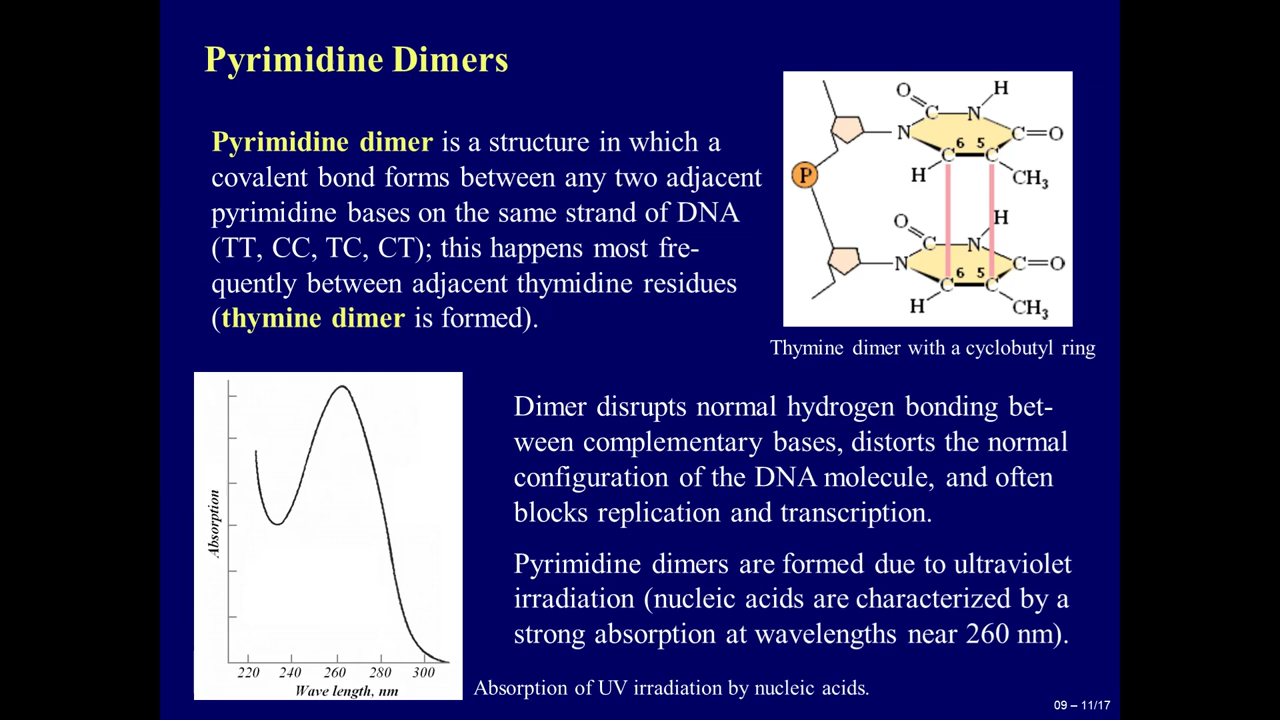 Pyrimidine Dimers
Pyrimidine dimer is a structure in which a
covalent bond forms between any two adjacent
pyrimidine bases on the same strand of DNA
(TT, CC, TC, CT); this happens most fre-
quently between adjacent thymidine residues
(thymine dimer is formed).
O H
C N
N C=O
6 5
C C
H CH3
P
O H
C N
N C=O
6 5
C C
H CH3
Thymine dimer with a cyclobutyl ring
Absorption
220 240 260 280 300
Wave length, nm
Dimer disrupts normal hydrogen bonding bet-
ween complementary bases, distorts the normal
configuration of the DNA molecule, and often
blocks replication and transcription.
Pyrimidine dimers are formed due to ultraviolet
irradiation (nucleic acids are characterized by a
strong absorption at wavelengths near 260 nm).
Absorption of UV irradiation by nucleic acids.
09 – 11/17